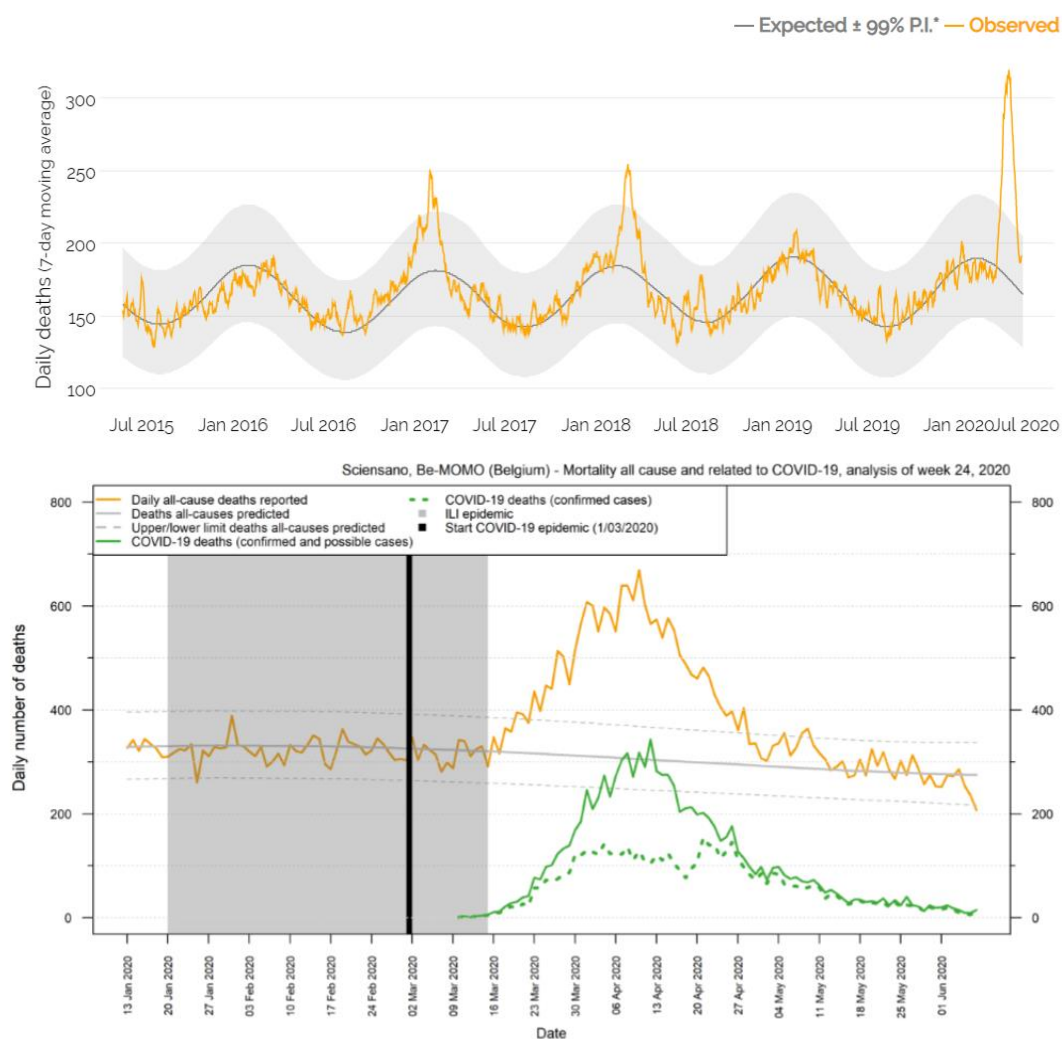 Expected ± 99% P.I.* Observed
Daily deaths (7-day moving average)
300
250
200
150
100
Jul 2015 Jan 2016 Jul 2016 Jan 2017 Jul 2017 Jan 2018 Jul 2018 Jan 2019 Jul 2019 Jan 2020 Jul 2020
Sciensano, Be-MOMO (Belgium) - Mortality all cause and related to COVID-19, analysis of week 24, 2020
Daily all-cause deaths reported
Deaths all-causes predicted
Upper/lower limit deaths all-causes predicted
COVID-19 deaths (confirmed and possible cases)
COVID-19 deaths (confirmed cases)
ILI epidemic
Start COVID-19 epidemic (1/03/2020)
Daily number of deaths
800 800
600 600
400 400
200 200
0 0
13 Jan 2020
20 Jan 2020
27 Jan 2020
03 Feb 2020
10 Feb 2020
17 Feb 2020
24 Feb 2020
02 Mar 2020
09 Mar 2020
16 Mar 2020
23 Mar 2020
30 Mar 2020
06 Apr 2020
13 Apr 2020
20 Apr 2020
27 Apr 2020
04 May 2020
11 May 2020
18 May 2020
25 May 2020
01 Jun 2020
Date